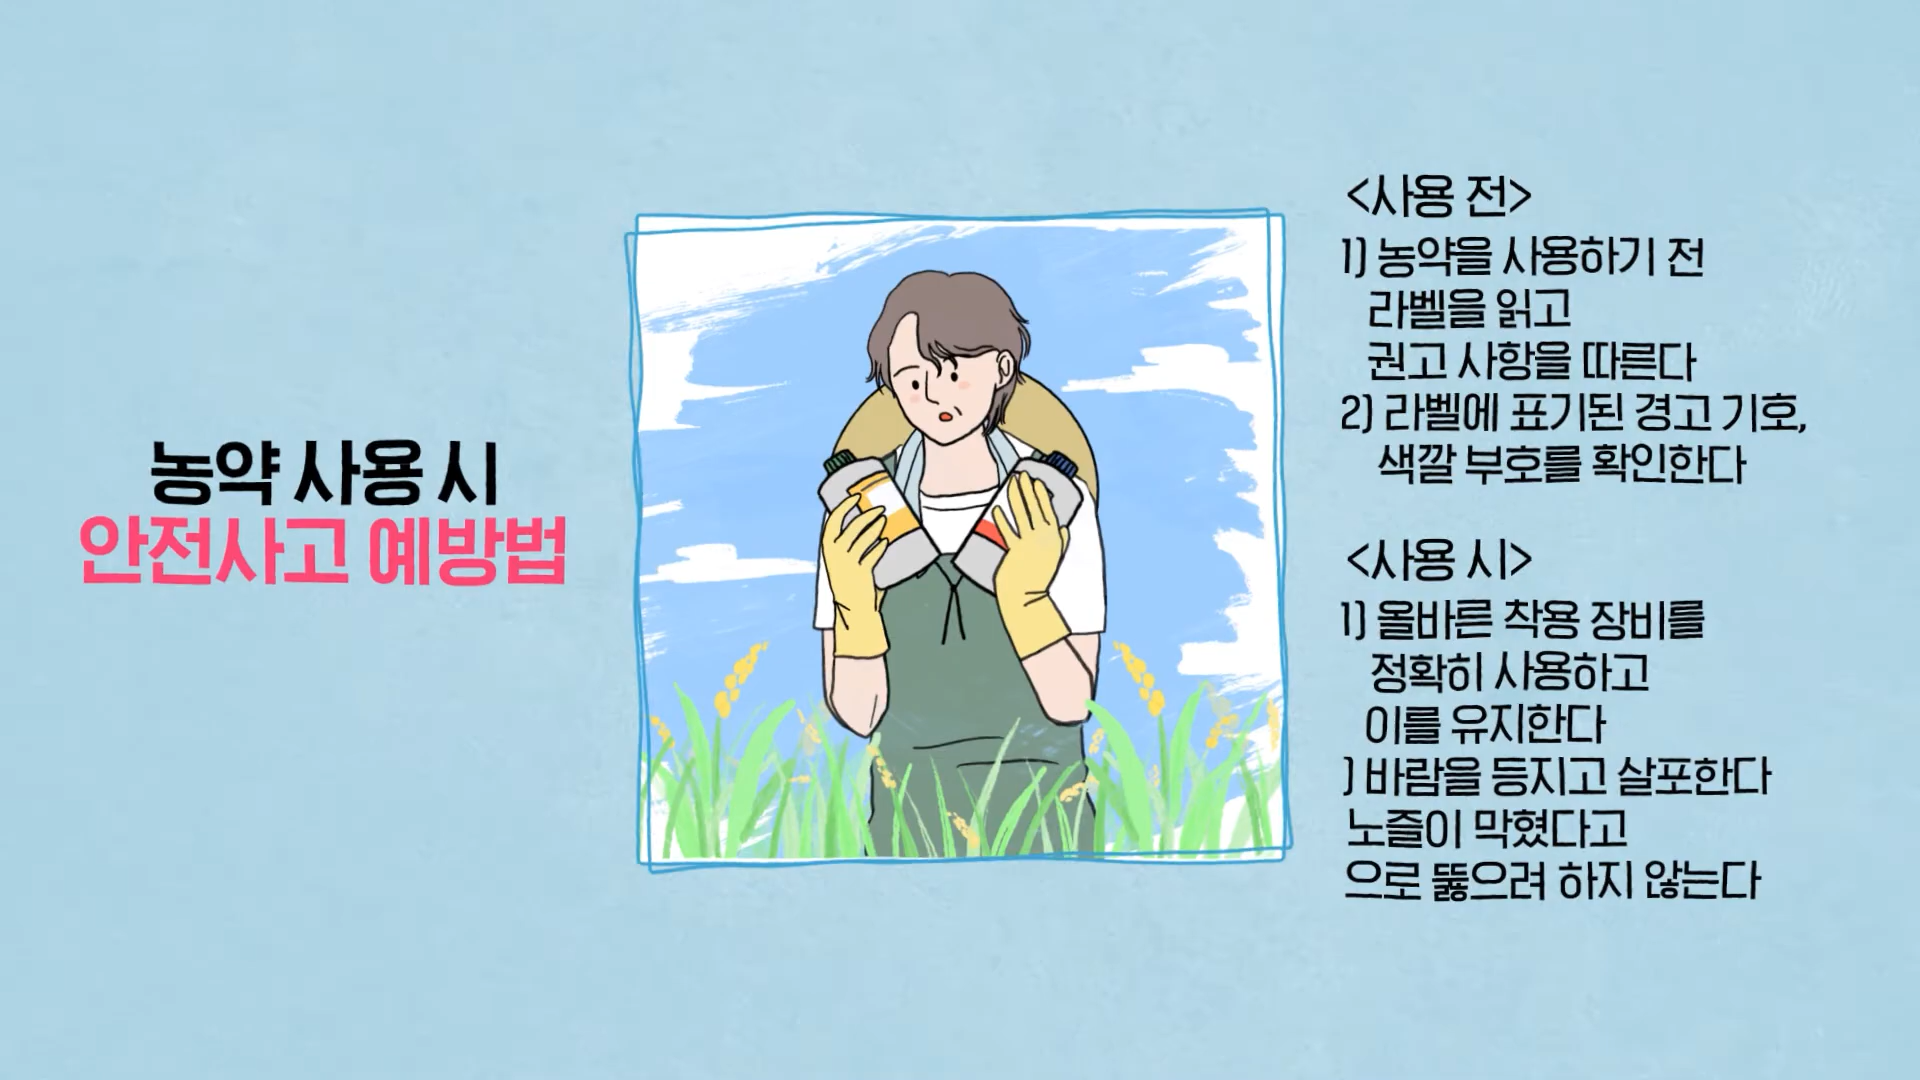 농약 사용 시
안전사고 예방법
<사용 전>
1) 농약을 사용하기 전
라벨을 읽고
권고 사항을 따른다
2) 라벨에 표기된 경고 기호,
색깔 부호를 확인한다
<사용 시>
1) 올바른 착용 장비를
정확히 사용하고
이를 유지한다
) 바람을 등지고 살포한다
노즐이 막혔다고
으로 뚫으려 하지 않는다